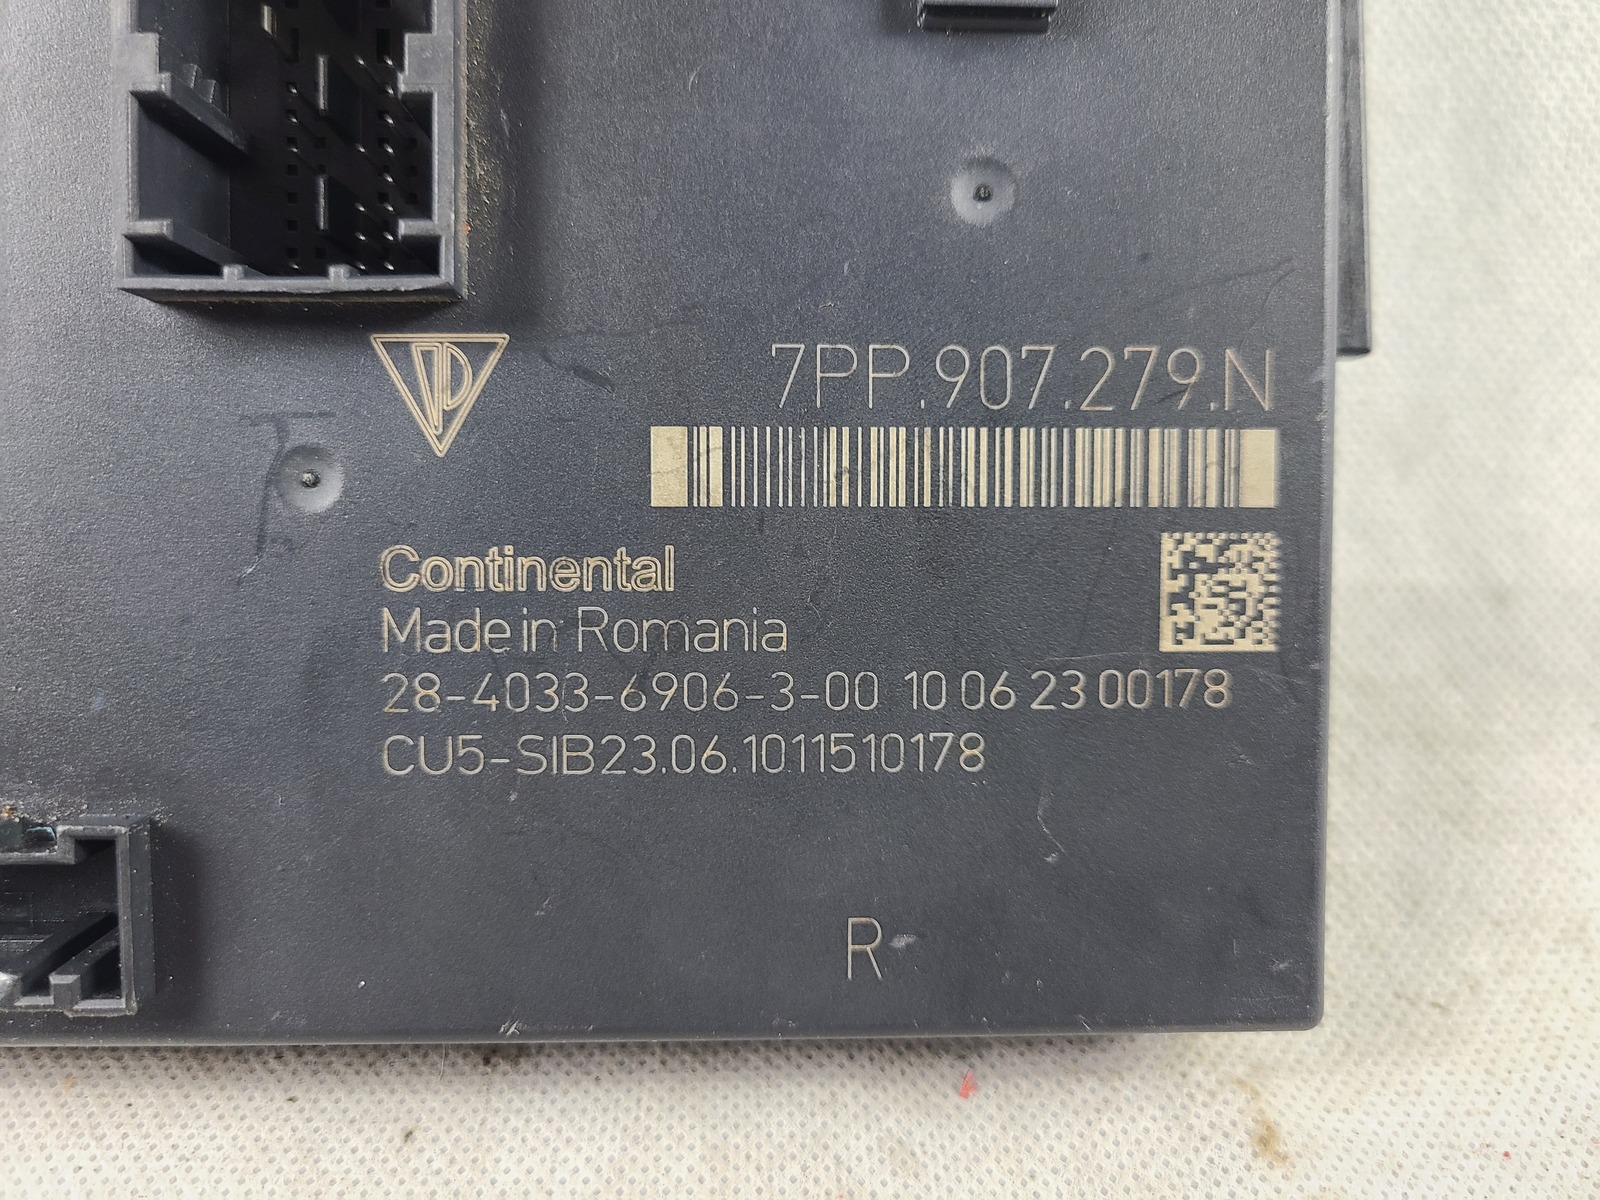 7PP.907.279.N
Continental
Made in Romania
28-4033-6906-3-00 10 06 23 00178
CU5-SIB23.06.1011510178
R